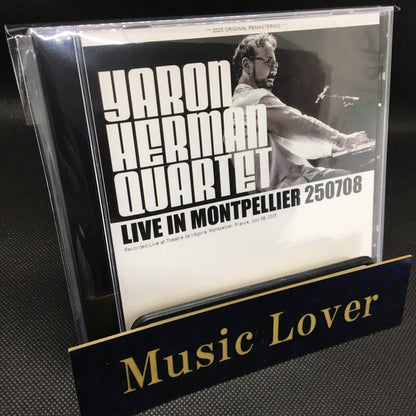 *** 2025 ORIGINAL REMASTERING ***
YARON
HERMAN
QUARTET
LIVE IN MONTPELLIER 250708
Recorded Live at Theatre de l'Agora, Montpellier, France, July 08, 2025
Music Lover